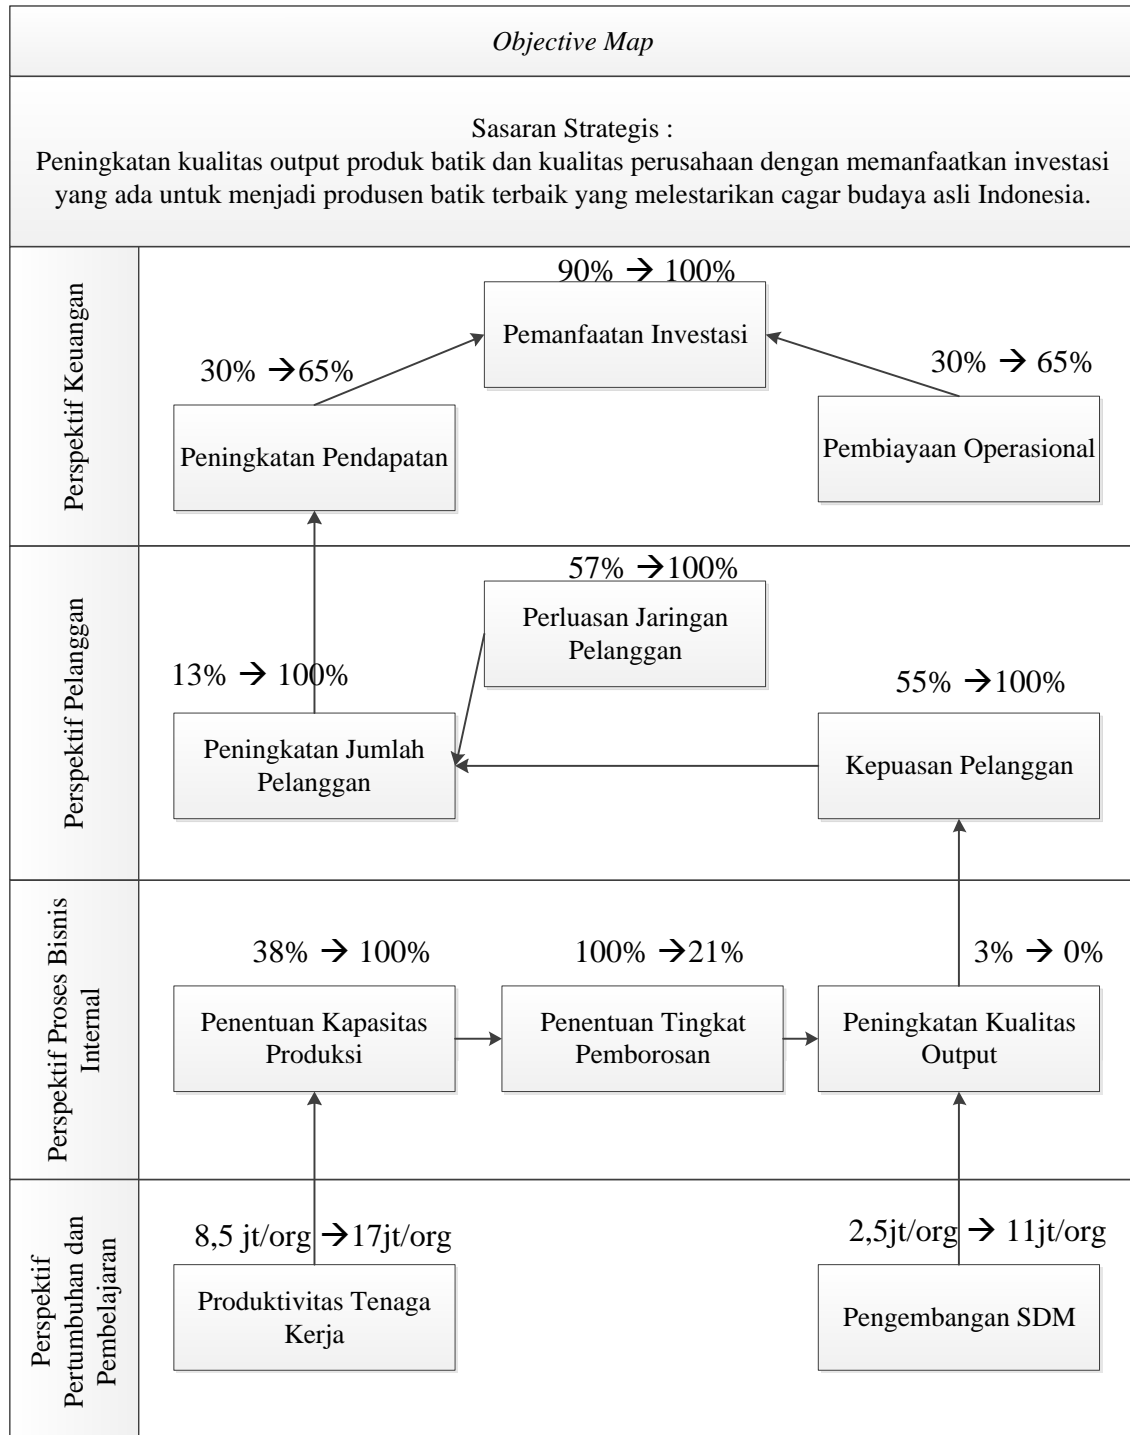 Objective Map
Sasaran Strategis :
Peningkatan kualitas output produk batik dan kualitas perusahaan dengan memanfaatkan investasi
yang ada untuk menjadi produsen batik terbaik yang melestarikan cagar budaya asli Indonesia.
Perspektif Keuangan
90% → 100%
Pemanfaatan Investasi
30% →65%
Peningkatan Pendapatan
30% → 65%
Pembiayaan Operasional
Perspektif Pelanggan
57% →100%
Perluasan Jaringan
Pelanggan
13% → 100%
Peningkatan Jumlah
Pelanggan
55% →100%
Kepuasan Pelanggan
Perspektif Proses Bisnis
Internal
38% → 100%
Penentuan Kapasitas
Produksi
100% →21%
Penentuan Tingkat
Pemborosan
3% → 0%
Peningkatan Kualitas
Output
Perspektif
Pertumbuhan dan
Pembelajaran
8,5 jt/org →17jt/org
Produktivitas Tenaga
Kerja
2,5jt/org → 11jt/org
Pengembangan SDM